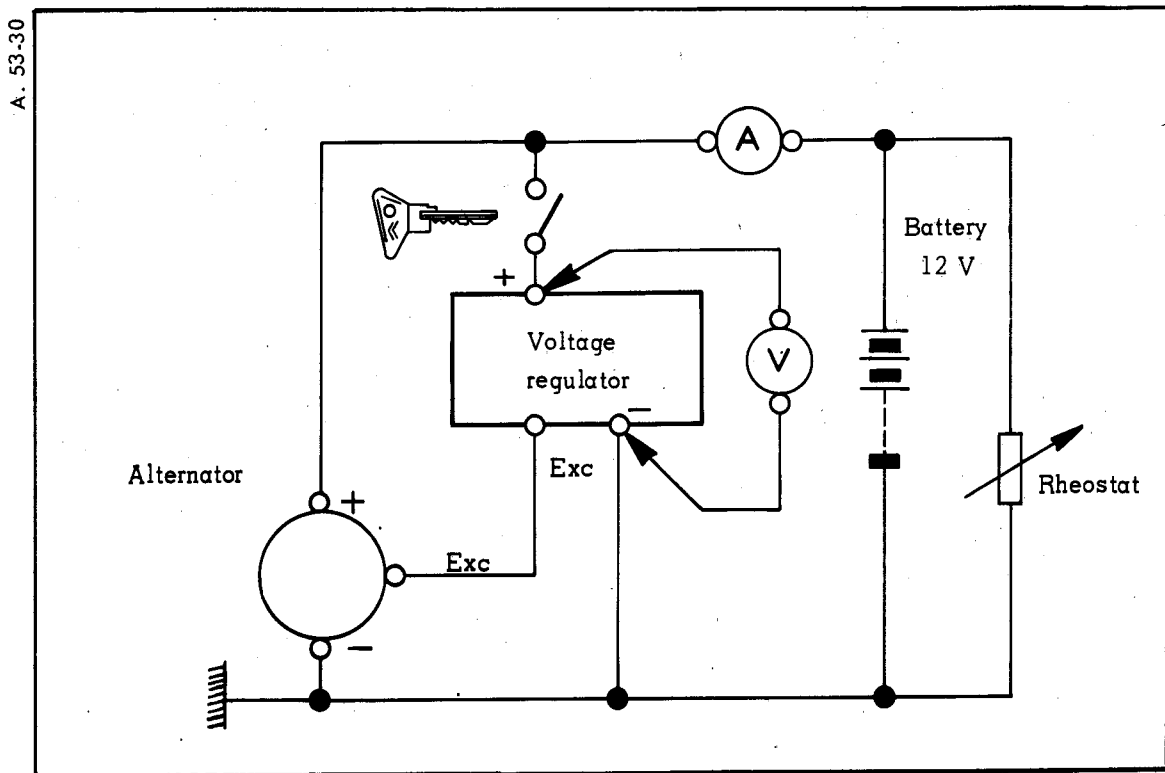 A. 53-30
A
Battery
12 V
+
Voltage
regulator
V
−
Exc
Alternator
+
Rheostat
Exc
−